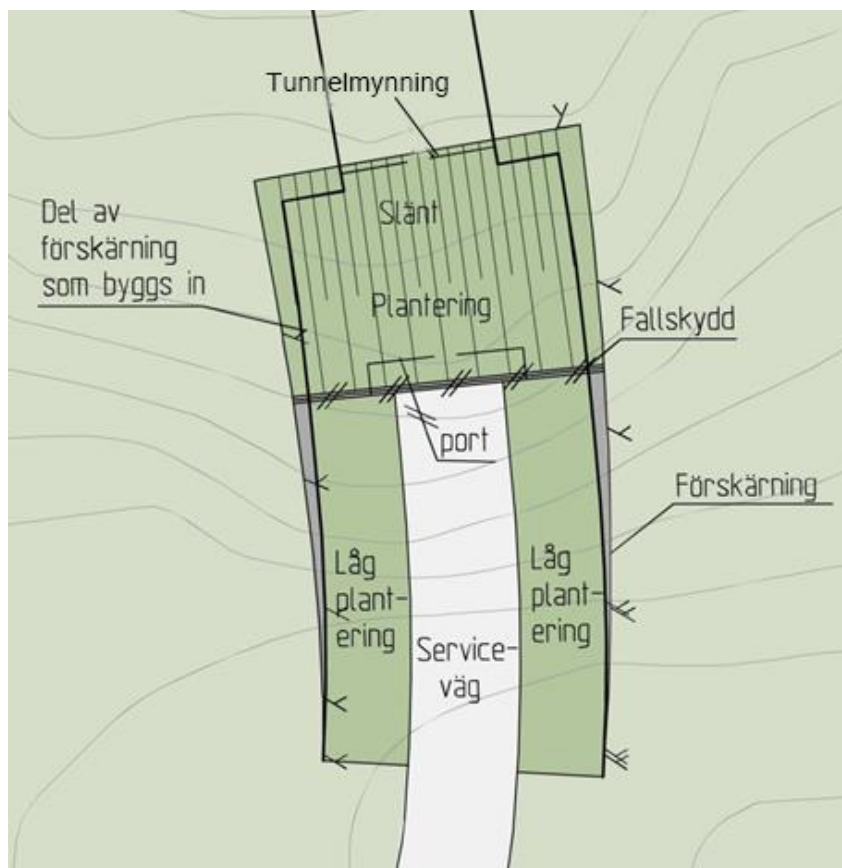 Tunnelmynning
Slänt
Del av
förskärning
som byggs in
Plantering
Fallskydd
port
Förskärning
Låg
plant-
ering
Låg
plant-
ering
Service-
väg